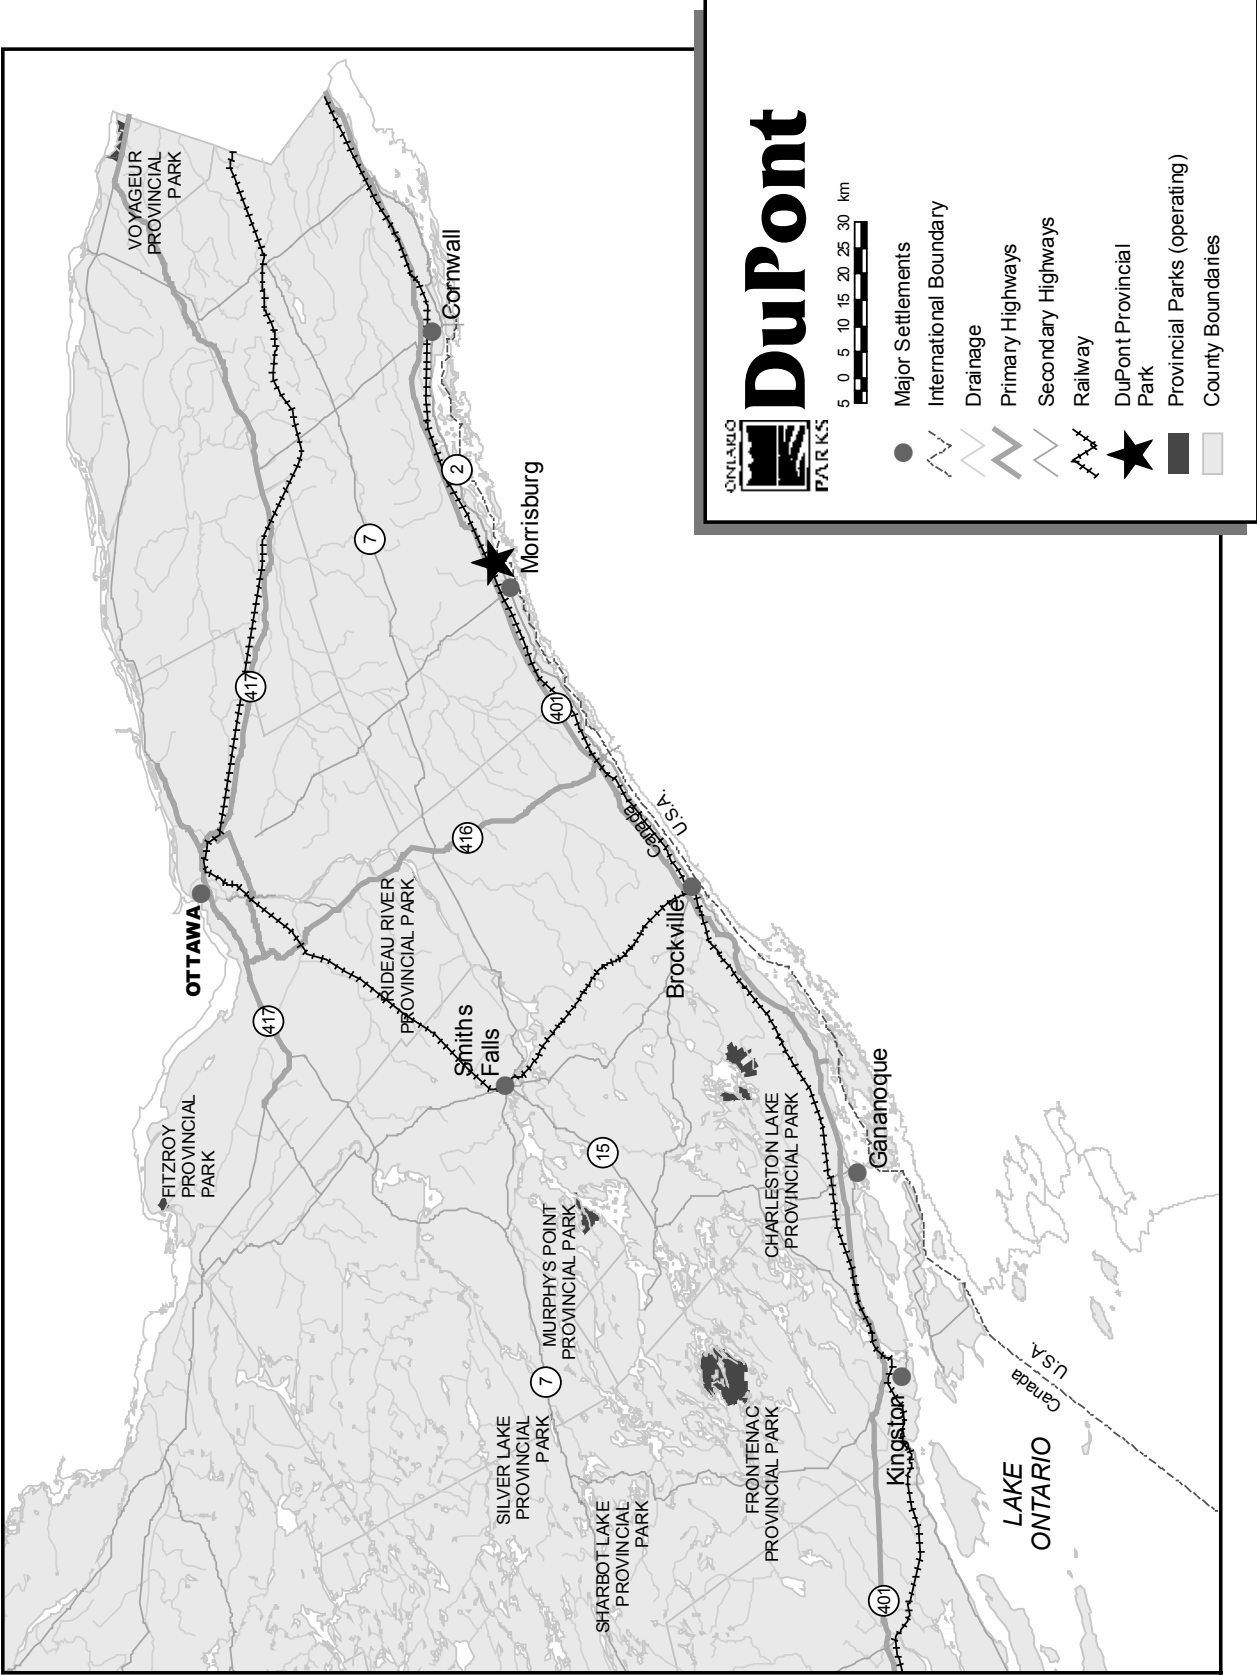 VOYAGEUR
PROVINCIAL
PARK
Cornwall
2
Morrisburg
7
417
401
Canada
U.S.A.
416
OTTAWA
RIDEAU RIVER
PROVINCIAL PARK
417
Smiths
Falls
Brockville
FITZROY
PROVINCIAL
PARK
15
MURPHYS POINT
PROVINCIAL PARK
CHARLESTON LAKE
PROVINCIAL PARK
Gananoque
7
SILVER LAKE
PROVINCIAL
PARK
SHARBOT LAKE
PROVINCIAL
PARK
FRONTENAC
PROVINCIAL PARK
Kingston
401
Canada
U.S.A.
LAKE
ONTARIO
ONTARIO
PARKS
DuPont
5 0 5 10 15 20 25 30 km
Major Settlements
International Boundary
Drainage
Primary Highways
Secondary Highways
Railway
DuPont Provincial
Park
Provincial Parks (operating)
County Boundaries